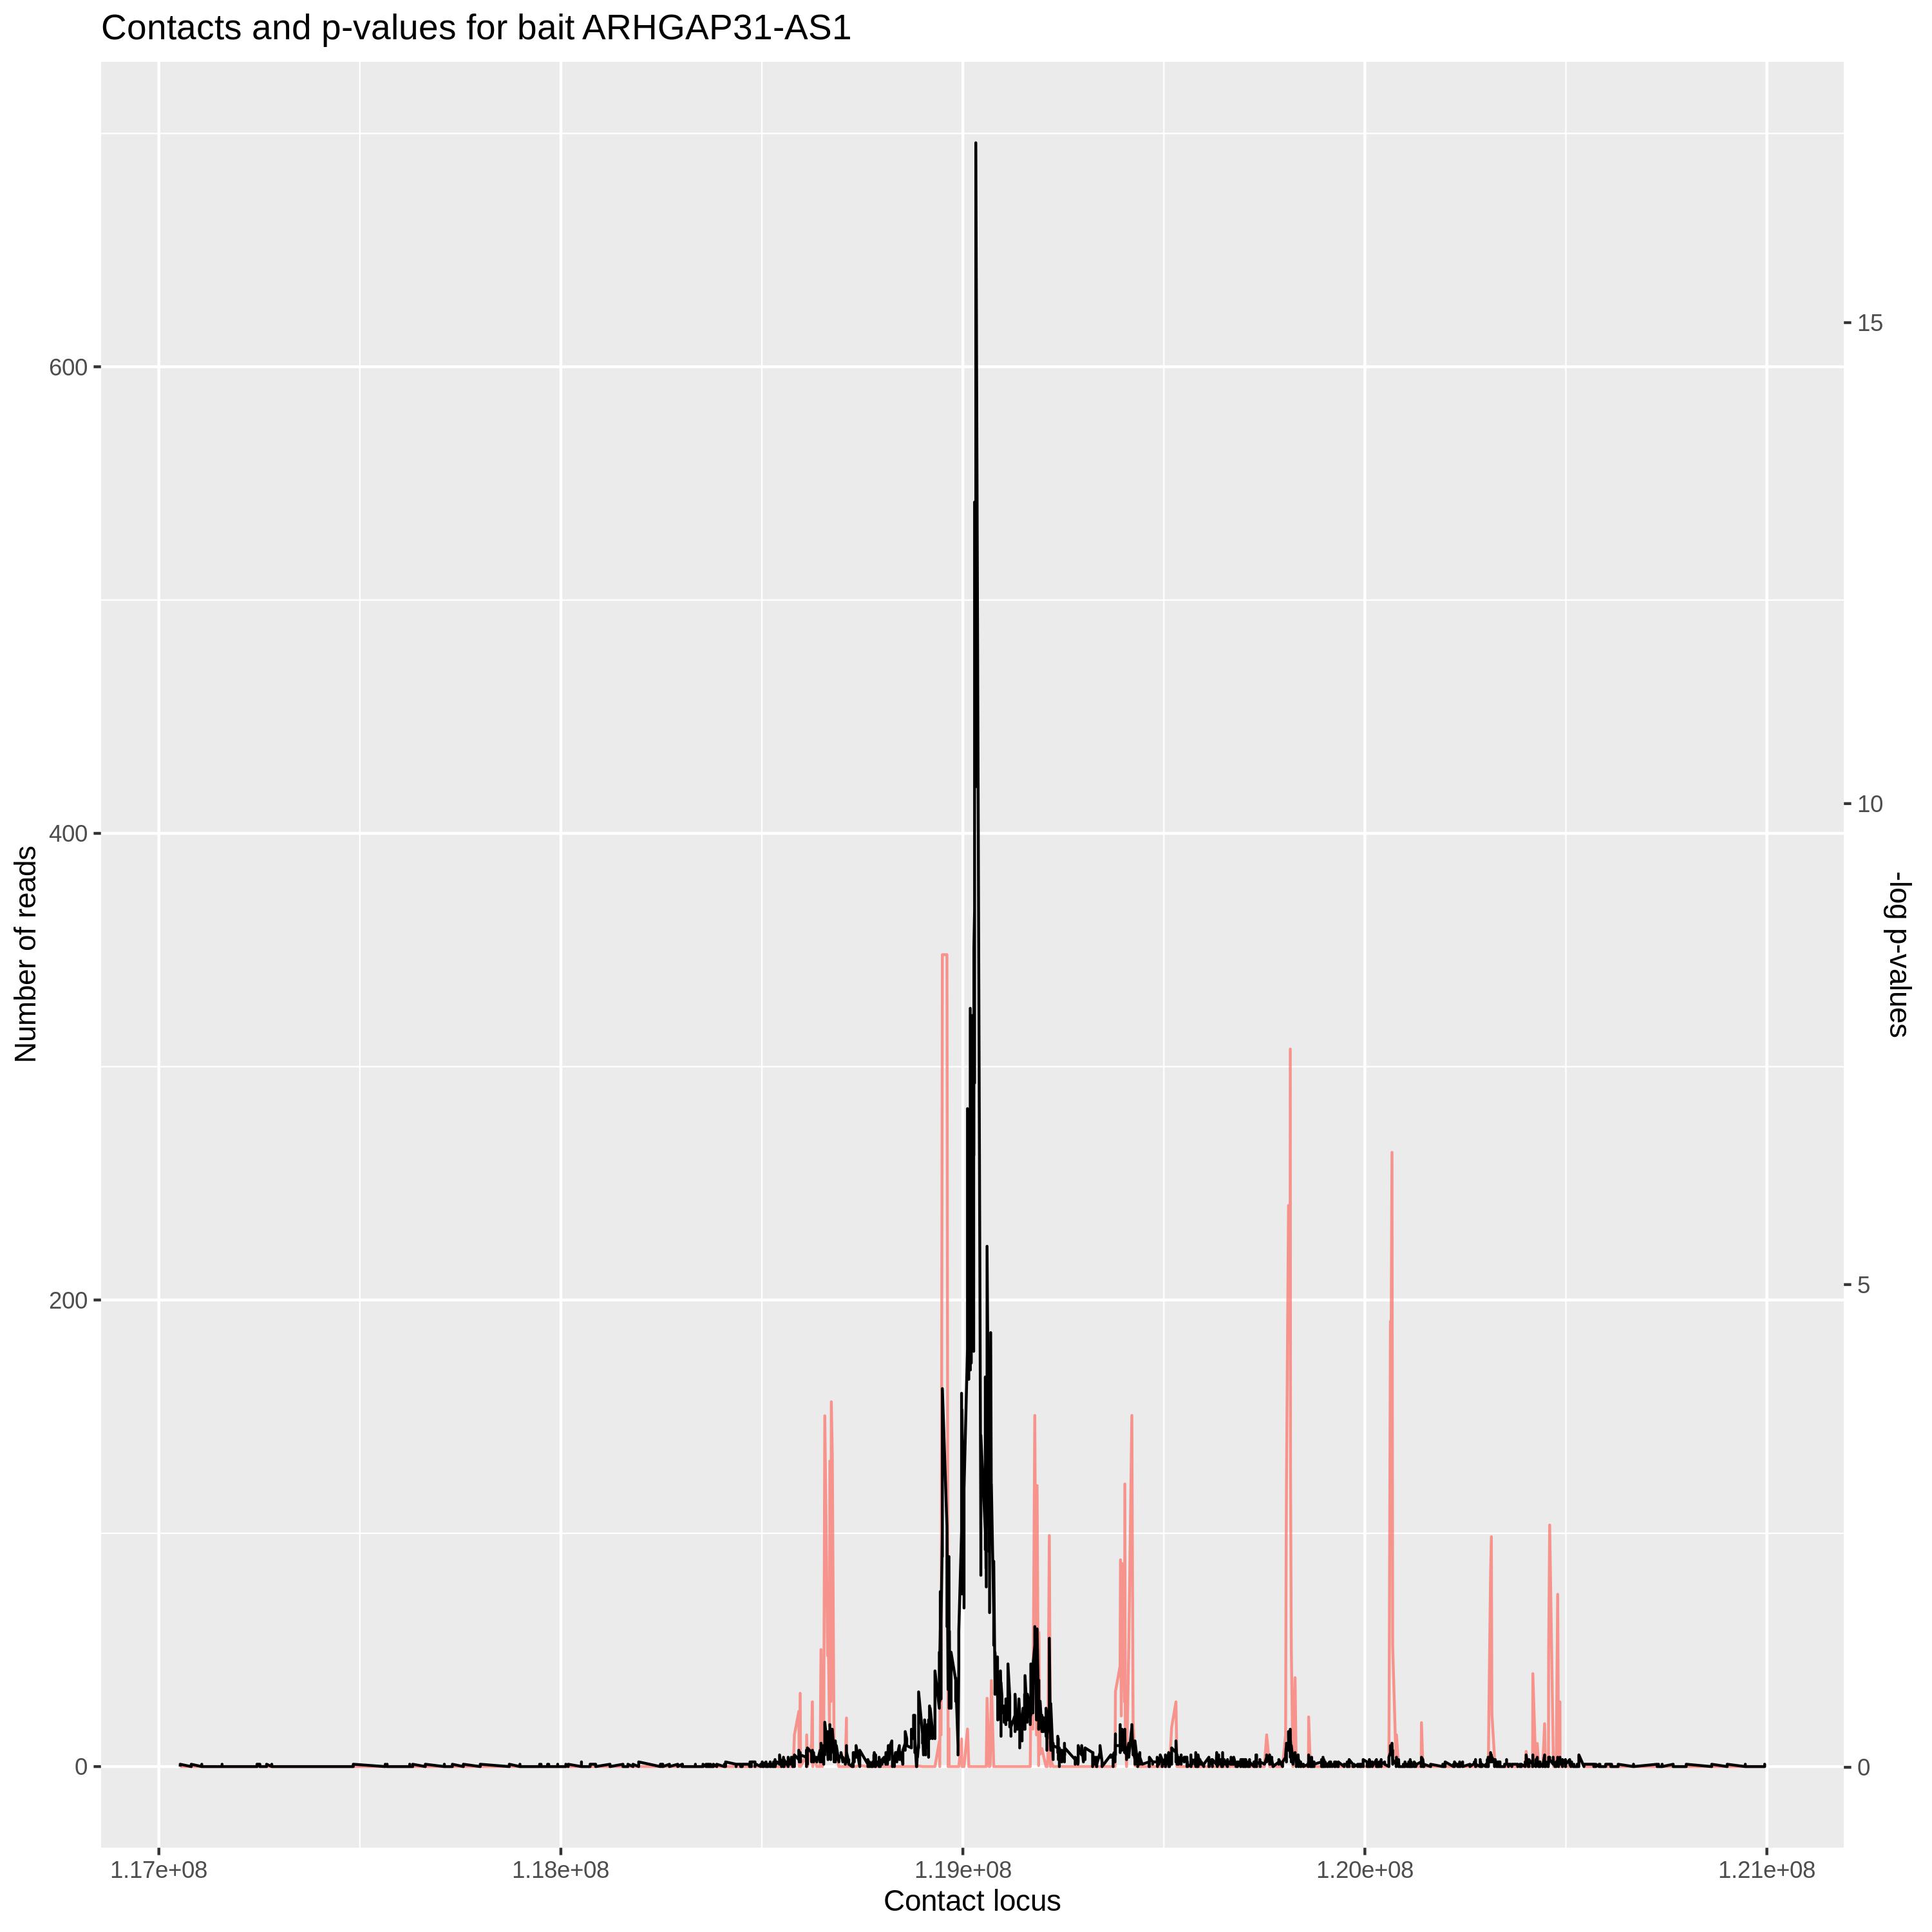 Contacts and p-values for bait ARHGAP31-AS1
Number of reads
600
400
200
0
15
10
5
0
-log p-values
1.17e+08
1.18e+08
1.19e+08
1.20e+08
1.21e+08
Contact locus